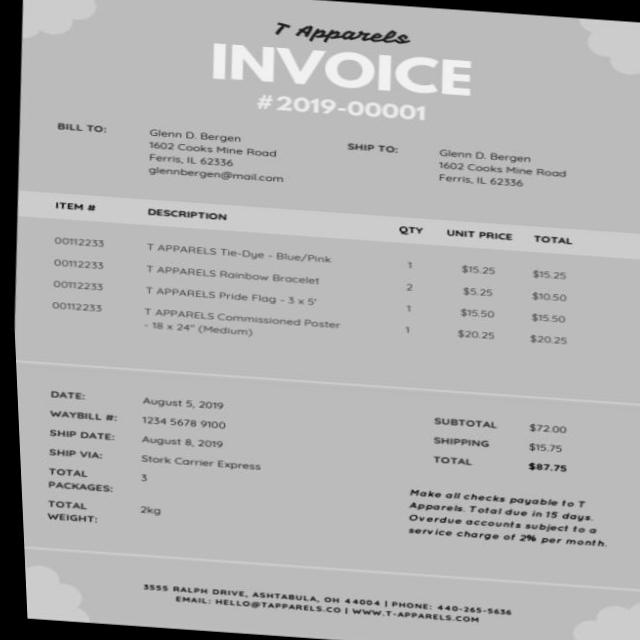 T Apparels
INVOICE
#2019-00001
BILL TO:
Glenn D. Bergen
1602 Cooks Mine Road
Ferris, IL 62336
glennbergen@mail.com
SHIP TO:
Glenn D. Bergen
1602 Cooks Mine Road
Ferris, IL 62336
ITEM # DESCRIPTION QTY UNIT PRICE TOTAL
00112233 T APPARELS Tie-Dye - Blue/Pink 1 $15.25 $15.25
00112233 T APPARELS Rainbow Bracelet 2 $5.25 $10.50
00112233 T APPARELS Pride Flag - 3 x 5' 1 $15.50 $15.50
00112233 T APPARELS Commissioned Poster 1 $20.25 $20.25
- 18 x 24" (Medium)
DATE: August 5, 2019
WAYBILL #: 1234 5678 9100
SHIP DATE: August 8, 2019
SHIP VIA: Stork Carrier Express
TOTAL 3
PACKAGES:
TOTAL 2kg
WEIGHT:
SUBTOTAL $72.00
SHIPPING $15.75
TOTAL $87.75
Make all checks payable to T
Apparels. Total due in 15 days.
Overdue accounts subject to a
service charge of 2% per month.
3555 RALPH DRIVE, ASHTABULA, OH 44004 | PHONE: 440-265-5636
EMAIL: HELLO@TAPPARELS.CO | WWW.T-APPARELS.COM